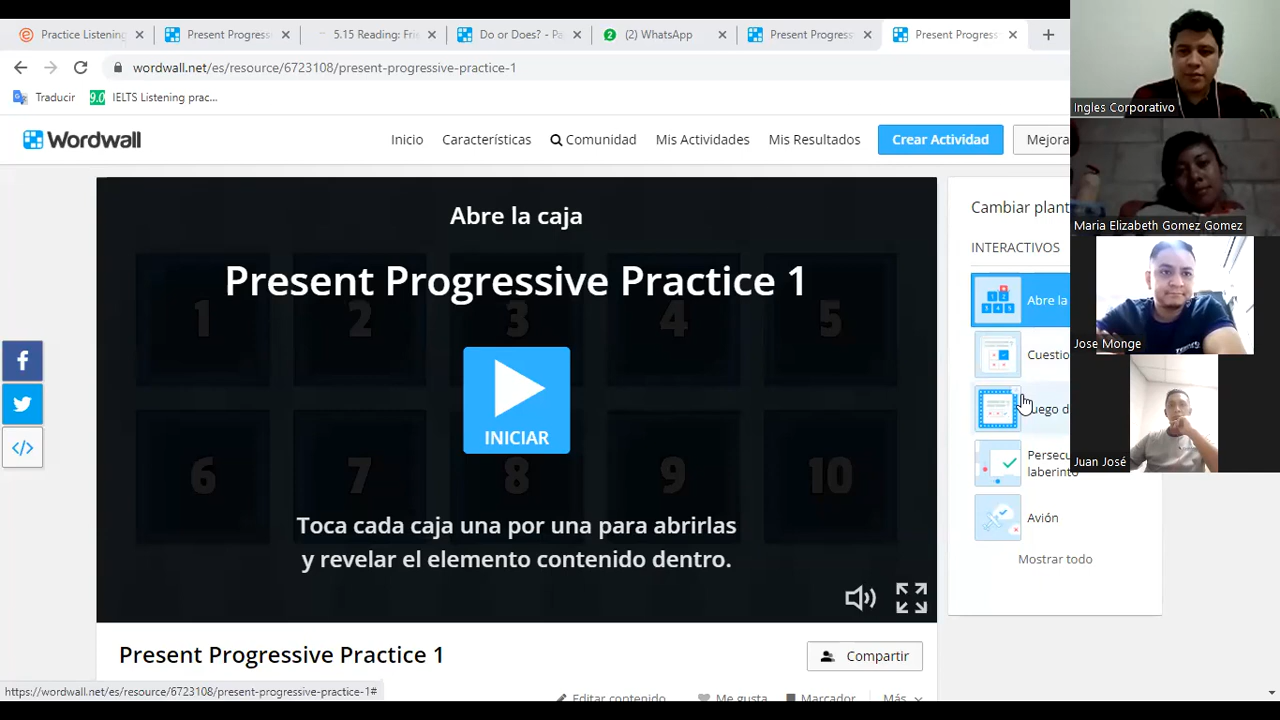 Practice Listening
Present Progress
5.15 Reading: Frie
Do or Does? - Pa
(2) WhatsApp
Present Progress
Present Progress
wordwall.net/es/resource/6723108/present-progressive-practice-1
Traducir
9.0
IELTS Listening prac...
Wordwall
Inicio
Características
Comunidad
Mis Actividades
Mis Resultados
Crear Actividad
Mejora
Abre la caja
Present Progressive Practice 1
1 2 3 4 5
INICIAR
6 7 8 9 10
Toca cada caja una por una para abrirlas
y revelar el elemento contenido dentro.
Cambiar plant
INTERACTIVOS
Abre la
Cuestio
uego d
Persecu
laberint
Avión
Mostrar todo
Ingles Corporativo
Maria Elizabeth Gomez Gomez
Jose Monge
Juan José
Present Progressive Practice 1
Compartir
Editar contenido
Me gusta
Marcador
Más
https://wordwall.net/es/resource/6723108/present-progressive-practice-1#